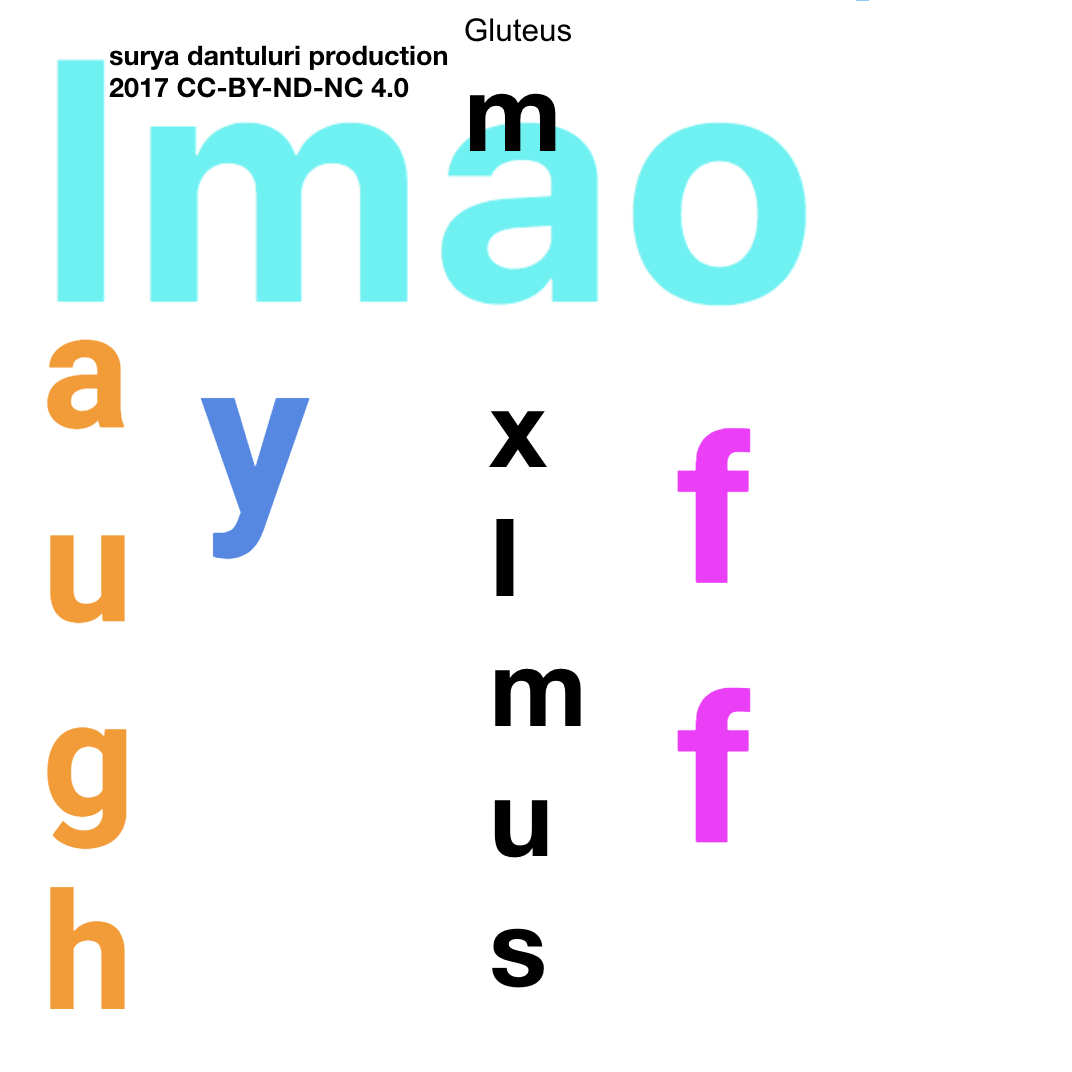 Gluteus
surya dantuluri production
2017 CC-BY-ND-NC 4.0
m
lmao
a
u
g
h
y
x
l
m
u
s
f
f